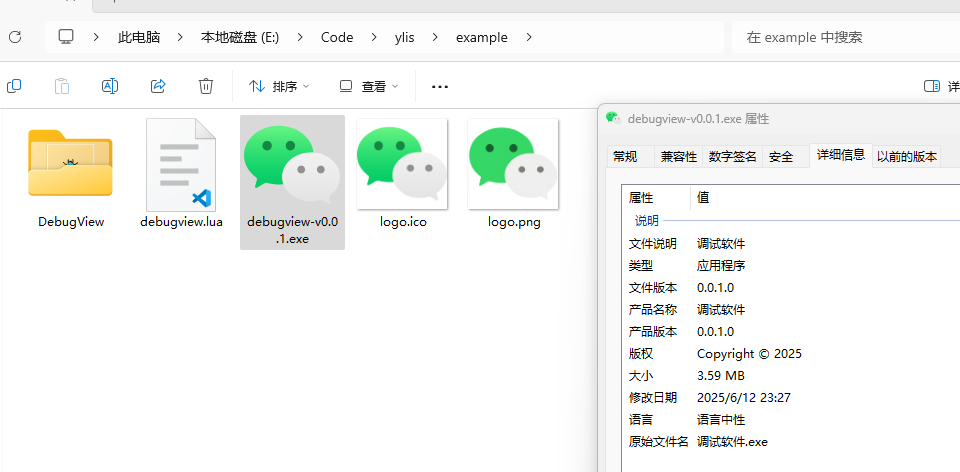 此电脑 本地磁盘 (E:) Code ylis example
在 example 中搜索
排序
查看
DebugView
debugview.lua
debugview-v0.0
.1.exe
logo.ico
logo.png
debugview-v0.0.1.exe 属性
常规 兼容性 数字签名 安全 详细信息 以前的版本
属性 值
说明
文件说明 调试软件
类型 应用程序
文件版本 0.0.1.0
产品名称 调试软件
产品版本 0.0.1.0
版权 Copyright © 2025
大小 3.59 MB
修改日期 2025/6/12 23:27
语言 语言中性
原始文件名 调试软件.exe